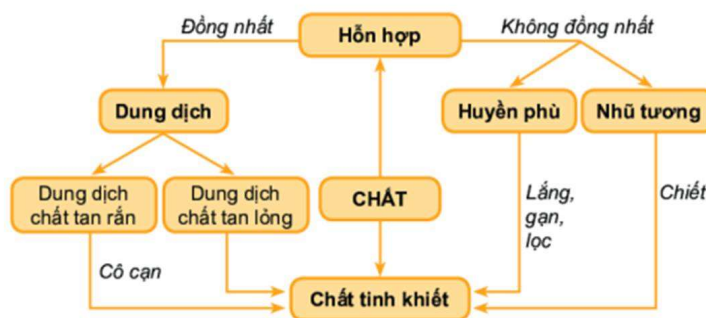 Đồng nhất
Hỗn hợp
Không đồng nhất
Dung dịch
Huyền phù
Nhũ tương
Dung dịch
chất tan rắn
Dung dịch
chất tan lỏng
CHẤT
Lắng,
gạn,
lọc
Chiết
Cô cạn
Chất tinh khiết